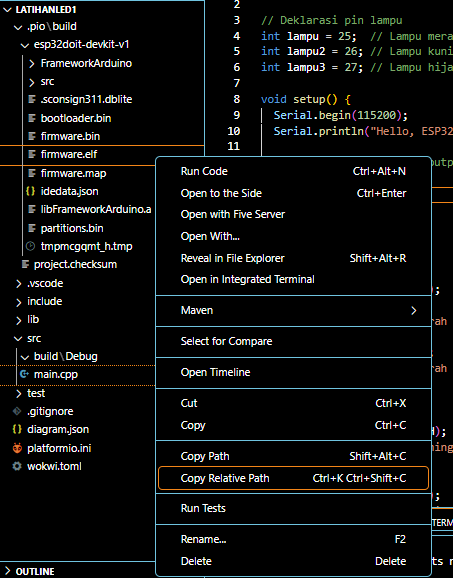 LATIHANLED1
.pio\build
esp32doit-devkit-v1
FrameworkArduino
src
.sconsign311.dblite
bootloader.bin
firmware.bin
firmware.elf
firmware.map
idedata.json
libFrameworkArduino.a
partitions.bin
tmpmcgqmt_h.tmp
project.checksum
.vscode
include
lib
src
build\Debug
main.cpp
test
.gitignore
diagram.json
platformio.ini
wokwi.toml
OUTLINE
2
3 // Deklarasi pin lampu
4 int lampu = 25; // Lampu mera
5 int lampu2 = 26; // Lampu kuni
6 int lampu3 = 27; // Lampu hija
7
8 void setup() {
9 Serial.begin(115200);
10 Serial.println("Hello, ESP32
11
outp
);
rah
rah
);
ning
);
TERM
ts
Run Code Ctrl+Alt+N
Open to the Side Ctrl+Enter
Open with Five Server
Open With...
Reveal in File Explorer Shift+Alt+R
Open in Integrated Terminal
Maven
Select for Compare
Open Timeline
Cut Ctrl+X
Copy Ctrl+C
Copy Path Shift+Alt+C
Copy Relative Path Ctrl+K Ctrl+Shift+C
Run Tests
Rename... F2
Delete Delete